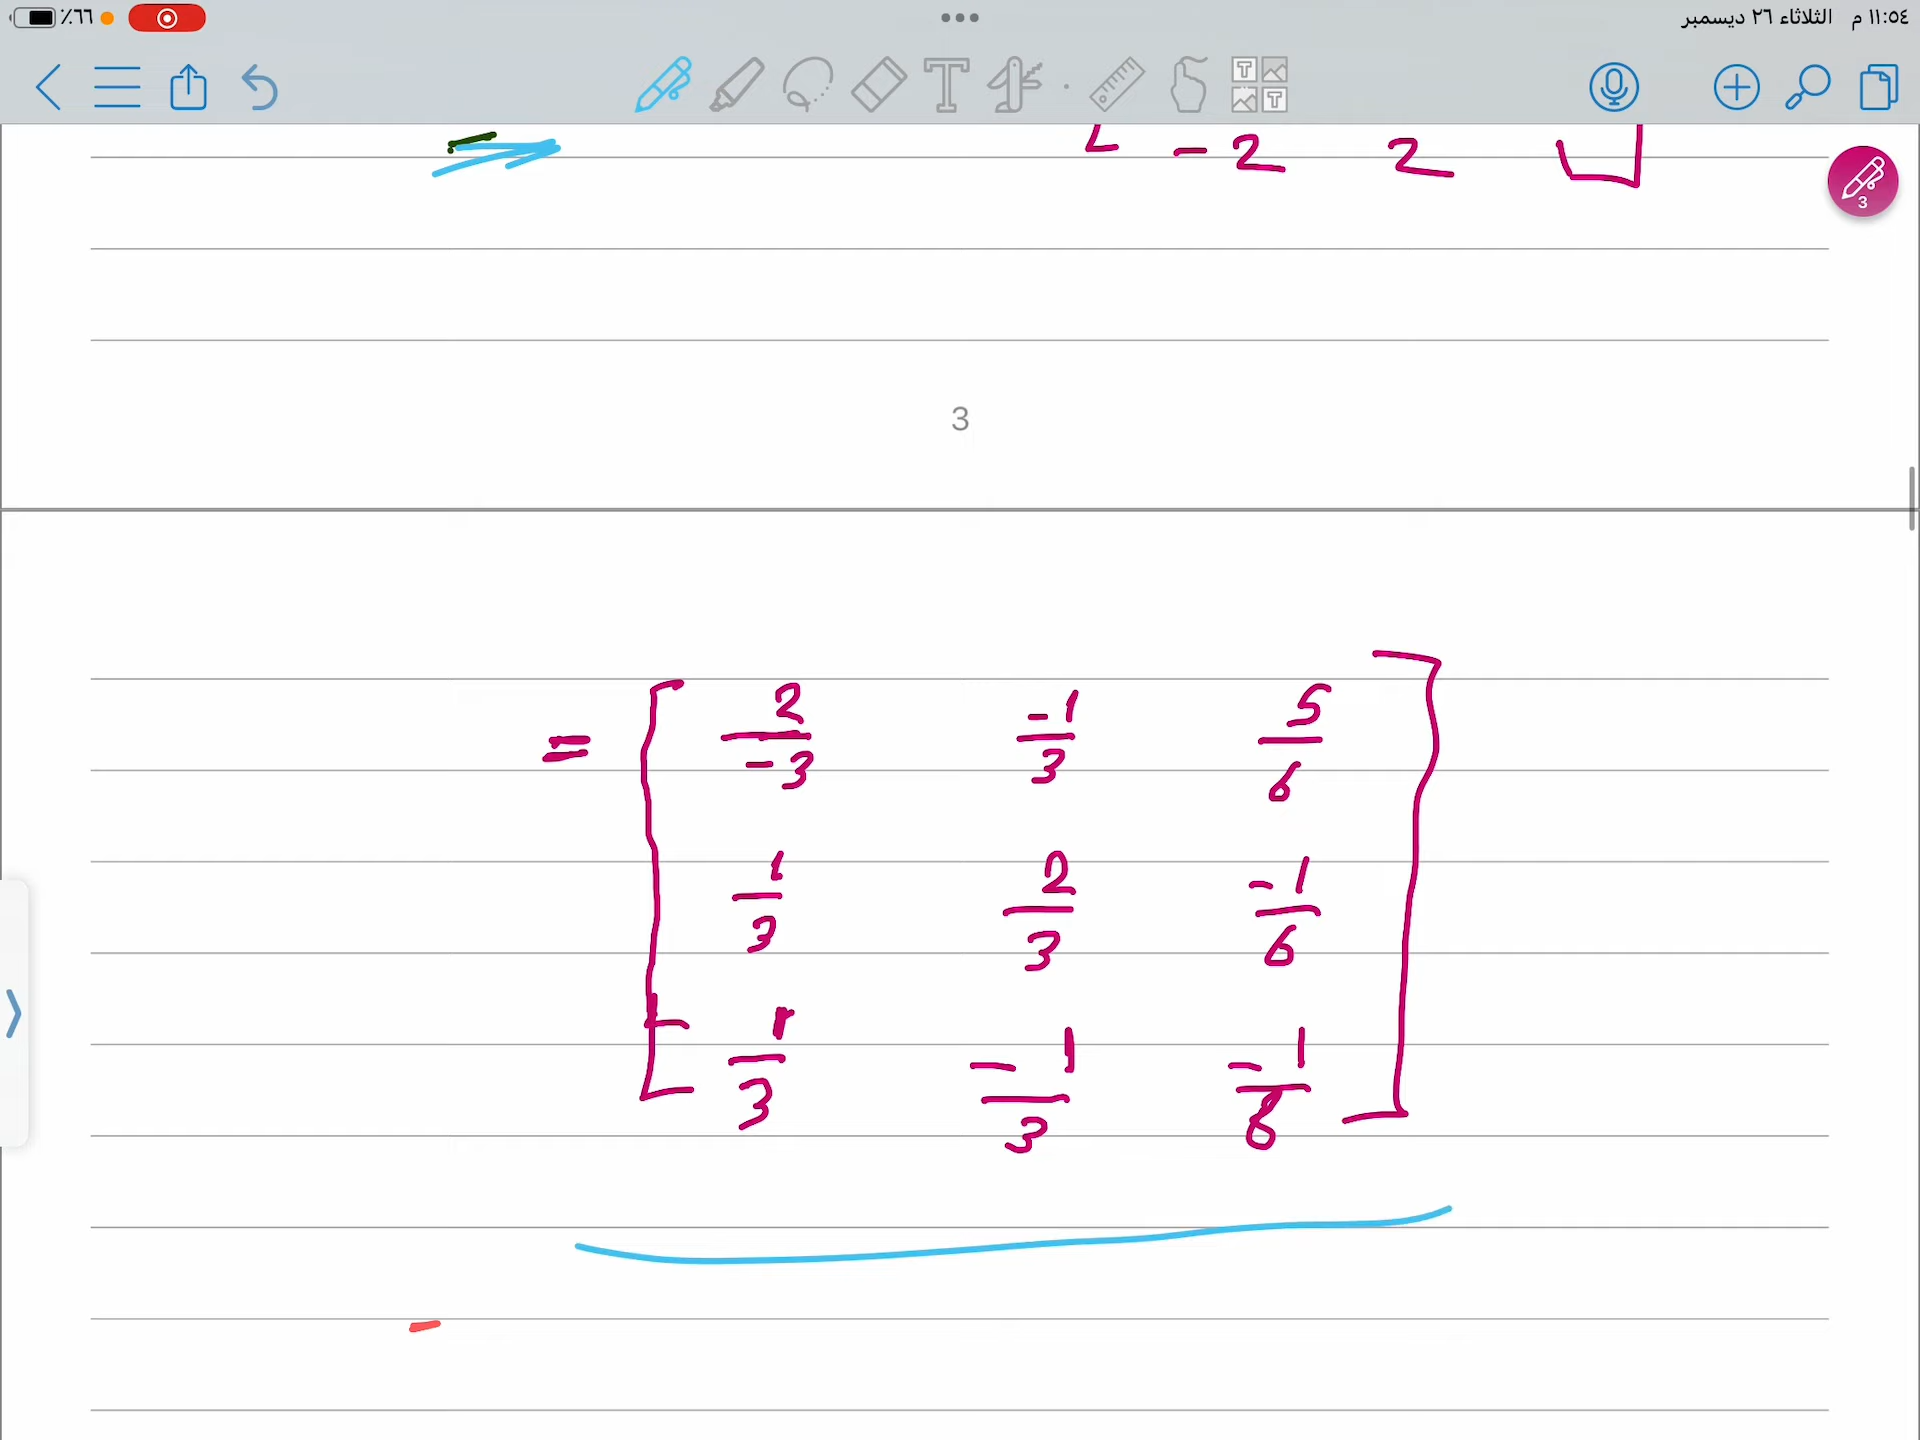 ٪٦٦ ١١:٥٤ م الثلاثاء ٢٦ ديسمبر
3
- 2 2
3
= [ 2/-3 -1/3 5/6
1/3 2/3 -1/6
1/3 -1/3 -1/6 ]